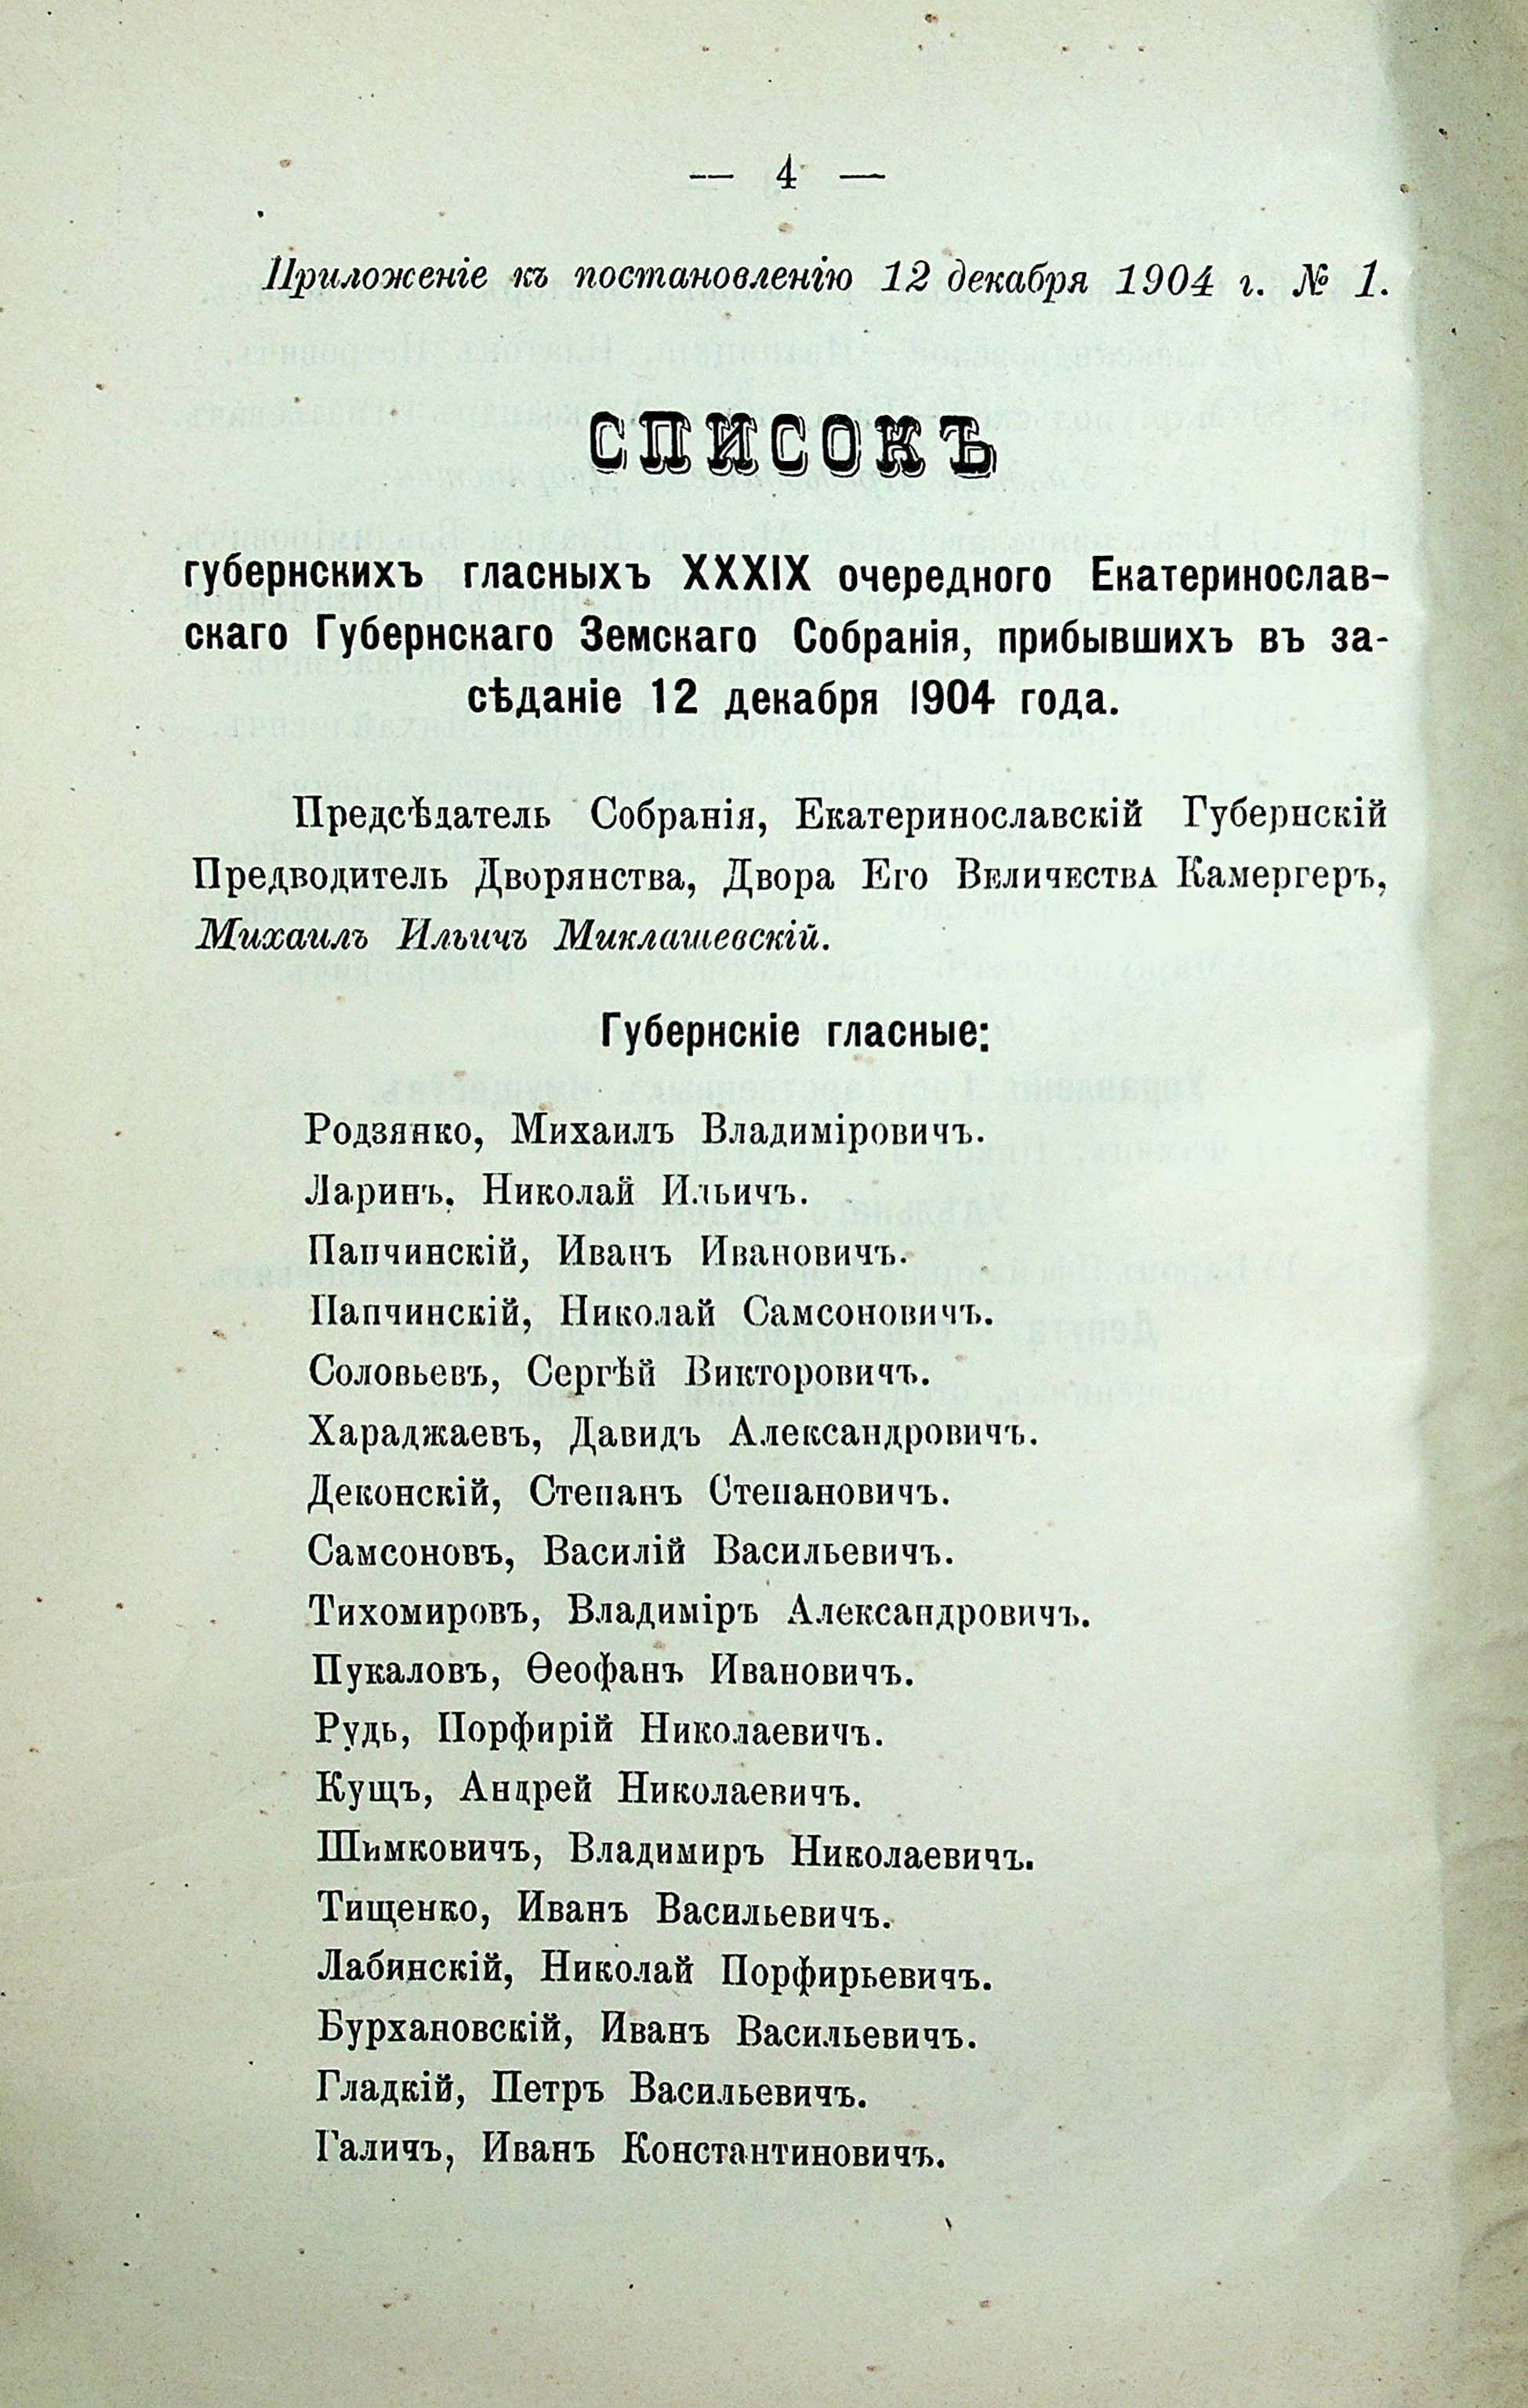 — 4 —
Приложеніе къ постановленію 12 декабря 1904 г. № 1.
СПИСОКЪ
губернскихъ гласныхъ XXXIX очередного Екатеринослав-
скаго Губернскаго Земскаго Собранія, прибывшихъ въ за-
сѣданіе 12 декабря 1904 года.
Предсѣдатель Собранія, Екатеринославскій Губернскій
Предводитель Дворянства, Двора Его Величества Камергеръ,
Михаилъ Ильичъ Миклашевскій.
Губернскіе гласные:
Родзянко, Михаилъ Владиміровичъ.
Ларинъ, Николай Ильичъ.
Папчинскій, Иванъ Ивановичъ.
Папчинскій, Николай Самсоновичъ.
Соловьевъ, Сергѣй Викторовичъ.
Хараджаевъ, Давидъ Александровичъ.
Деконскій, Степанъ Степановичъ.
Самсоновъ, Василій Васильевичъ.
Тихомировъ, Владиміръ Александровичъ.
Пукаловъ, Ѳеофанъ Ивановичъ.
Рудь, Порфирій Николаевичъ.
Кущъ, Андрей Николаевичъ.
Шимковичъ, Владимиръ Николаевичъ.
Тищенко, Иванъ Васильевичъ.
Лабинскій, Николай Порфирьевичъ.
Бурхановскій, Иванъ Васильевичъ.
Гладкій, Петръ Васильевичъ.
Галичъ, Иванъ Константиновичъ.